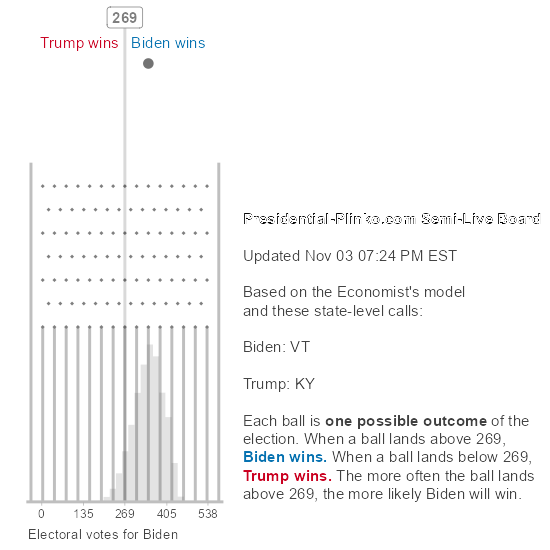 269
Trump wins Biden wins
Presidential-Plinko.com Semi-Live Board
Updated Nov 03 07:24 PM EST
Based on the Economist's model
and these state-level calls:
Biden: VT
Trump: KY
Each ball is one possible outcome of the
election. When a ball lands above 269,
Biden wins. When a ball lands below 269,
Trump wins. The more often the ball lands
above 269, the more likely Biden will win.
0 135 269 405 538
Electoral votes for Biden